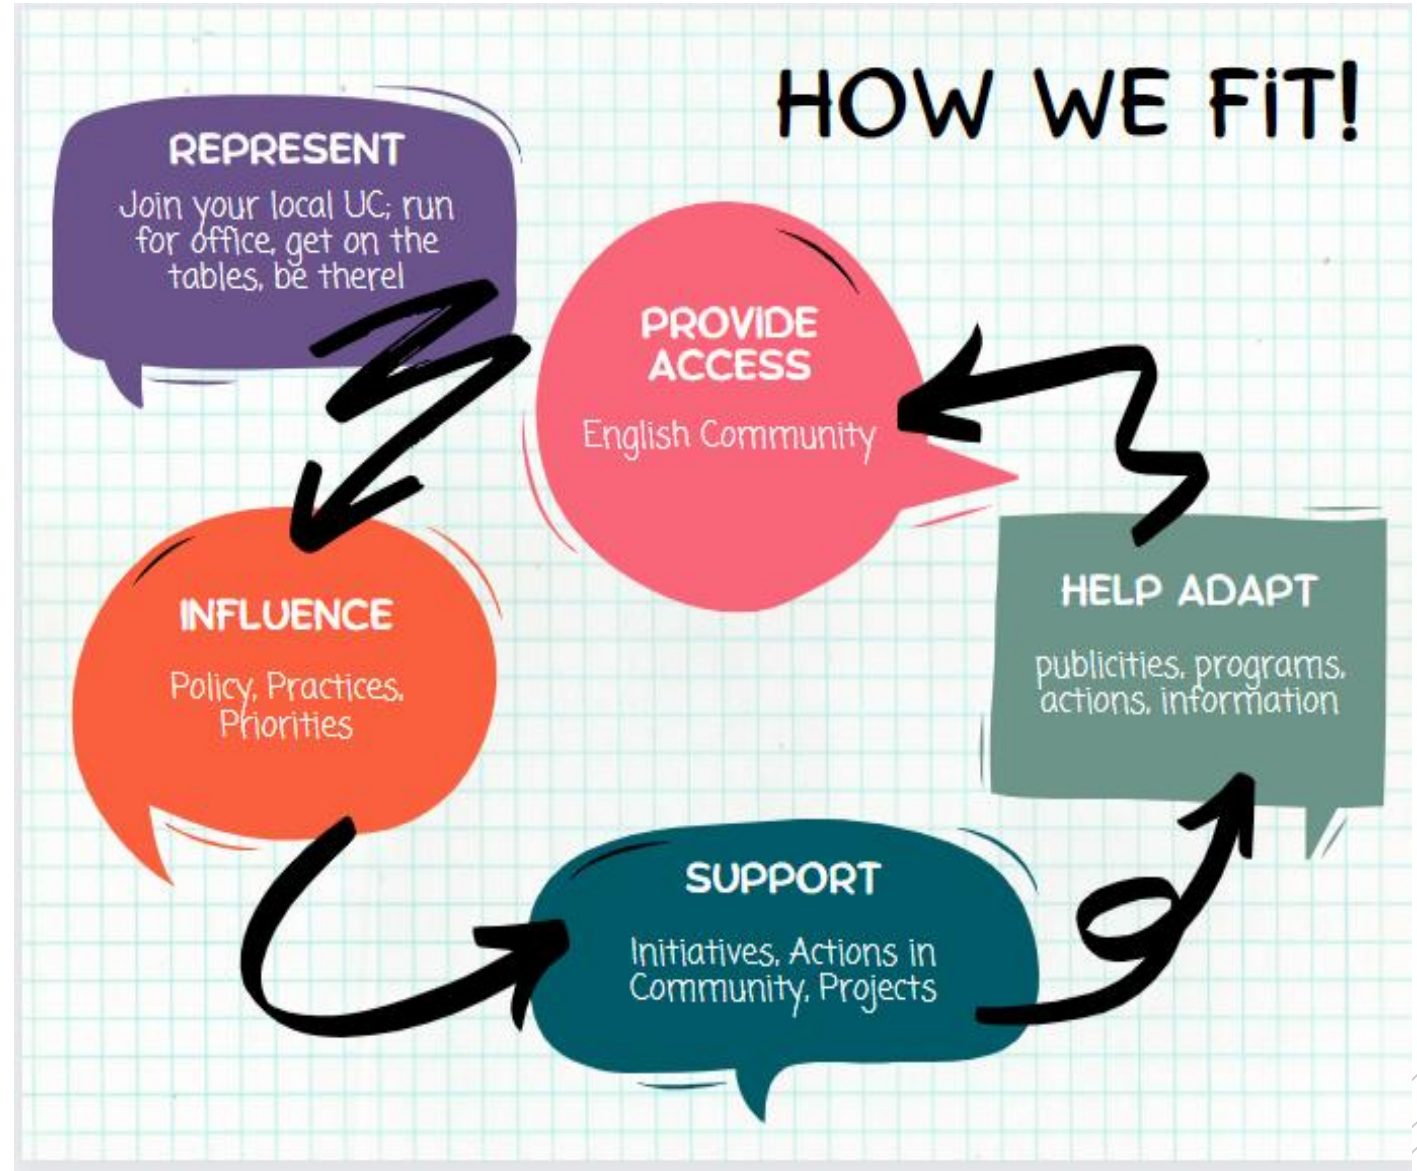 HOW WE FiT!
REPRESENT
Join your local UC; run
for office, get on the
tables, be there!
INFLUENCE
Policy, Practices,
Priorities
SUPPORT
Initiatives, Actions in
Community, Projects
HELP ADAPT
publicities, programs,
actions, information
PROViDE
ACCESS
English Community